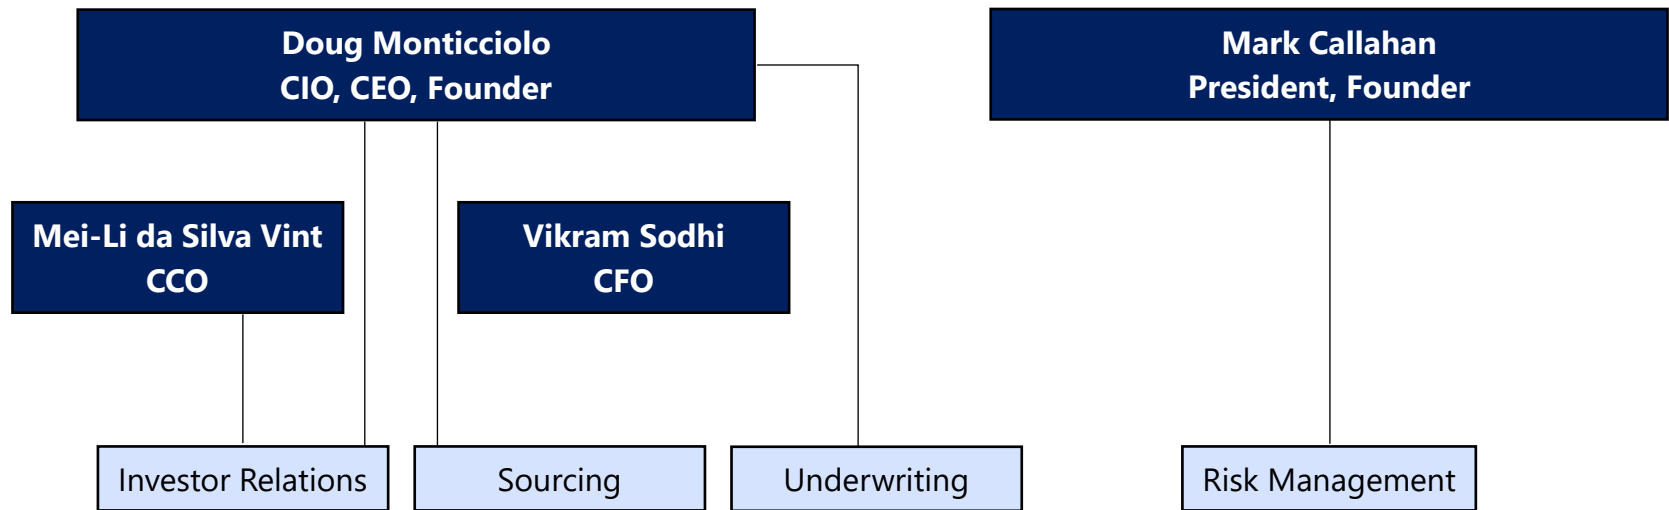 Doug Monticciolo
CIO, CEO, Founder
Mark Callahan
President, Founder
Mei-Li da Silva Vint
CCO
Vikram Sodhi
CFO
Investor Relations
Sourcing
Underwriting
Risk Management